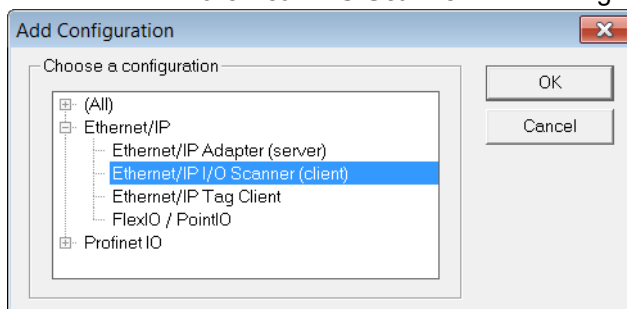 Add Configuration
Choose a configuration
OK
(All)
Ethernet/IP
Cancel
Ethernet/IP Adapter (server)
Ethernet/IP I/O Scanner (client)
Ethernet/IP Tag Client
FlexIO / PointIO
Profinet IO